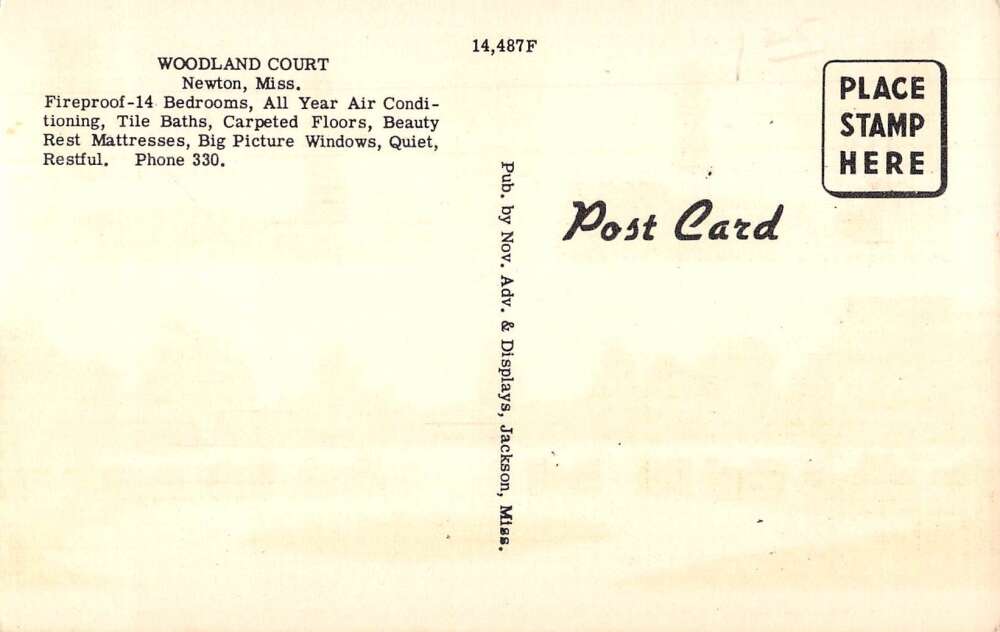 14,487F
WOODLAND COURT
Newton, Miss.
Fireproof-14 Bedrooms, All Year Air Condi-
tioning, Tile Baths, Carpeted Floors, Beauty
Rest Mattresses, Big Picture Windows, Quiet,
Restful. Phone 330.
PLACE
STAMP
HERE
Post Card
Pub. by Nov. Adv. & Displays, Jackson, Miss.